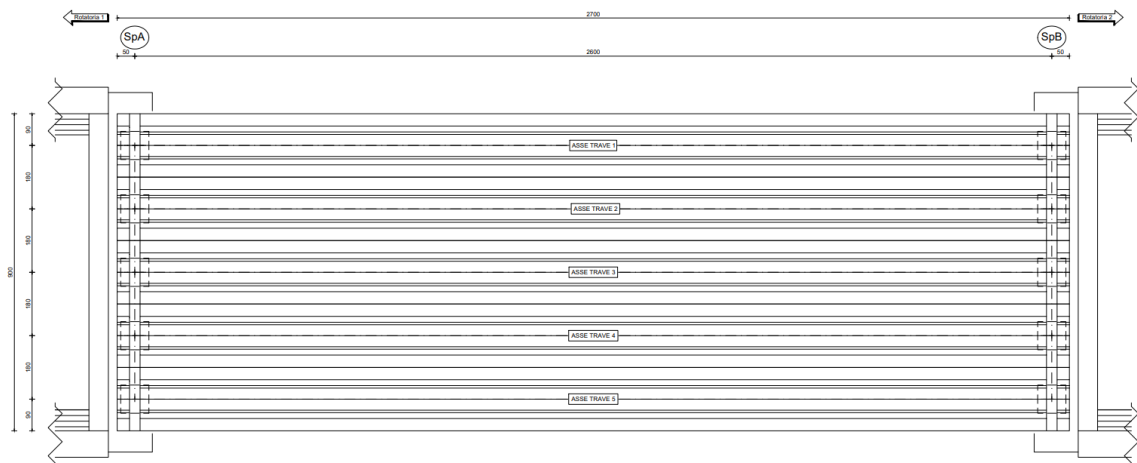 2700
Rotatoria 1
Rotatoria 2
SpA
SpB
50
2600
50
90
ASSE TRAVE 1
180
ASSE TRAVE 2
180
900
ASSE TRAVE 3
180
ASSE TRAVE 4
180
ASSE TRAVE 5
90